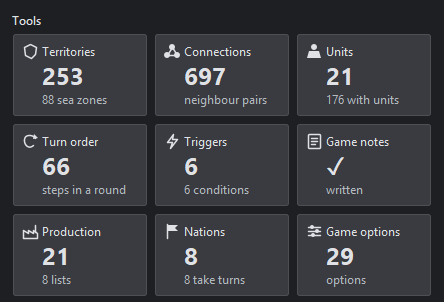 Tools
Territories
253
88 sea zones
Connections
697
neighbour pairs
Units
21
176 with units
Turn order
66
steps in a round
Triggers
6
6 conditions
Game notes
✓
written
Production
21
8 lists
Nations
8
8 take turns
Game options
29
options